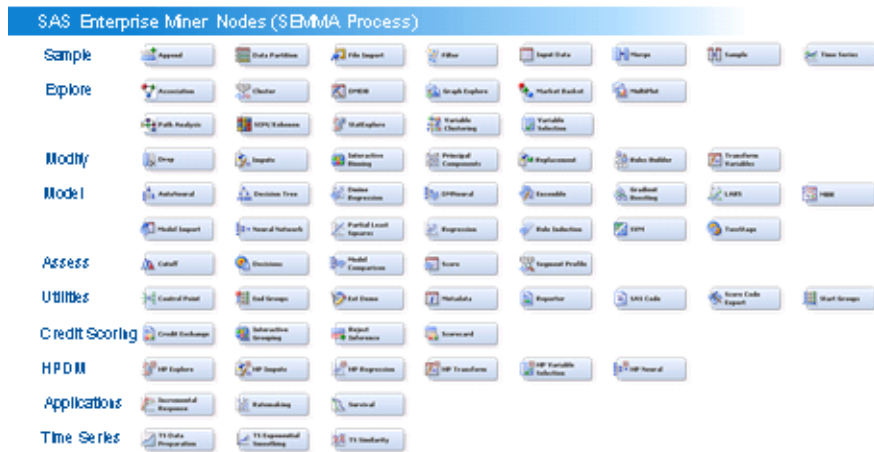 SAS Enterprise Miner Nodes (SEMMA Process)
Sample Append Data Partition File Import Filter Input Data Merge Sample Time Series
Explore Association Cluster DMDB Graph Explore Market Basket MultiPlot
Path Analysis SOM/Kohonen StatExplore Variable Clustering Variable Selection
Modify Drop Impute Interactive Binning Principal Components Replacement Rules Builder Transform Variables
Model AutoNeural Decision Tree Dmine Regression DMNeural Ensemble Gradient Boosting LARS MBR
Model Import Neural Network Partial Least Squares Regression Rule Induction SVM TwoStage
Assess Cutoff Decisions Model Comparison Score Segment Profile
Utilities Control Point End Groups Ext Demo Metadata Reporter SAS Code Score Code Export Start Groups
Credit Scoring Credit Exchange Interactive Grouping Reject Inference Scorecard
HPDM HP Explore HP Impute HP Regression HP Transform HP Variable Selection HP Neural
Applications Incremental Response Ratemaking Survival
Time Series TS Data Preparation TS Exponential Smoothing TS Similarity